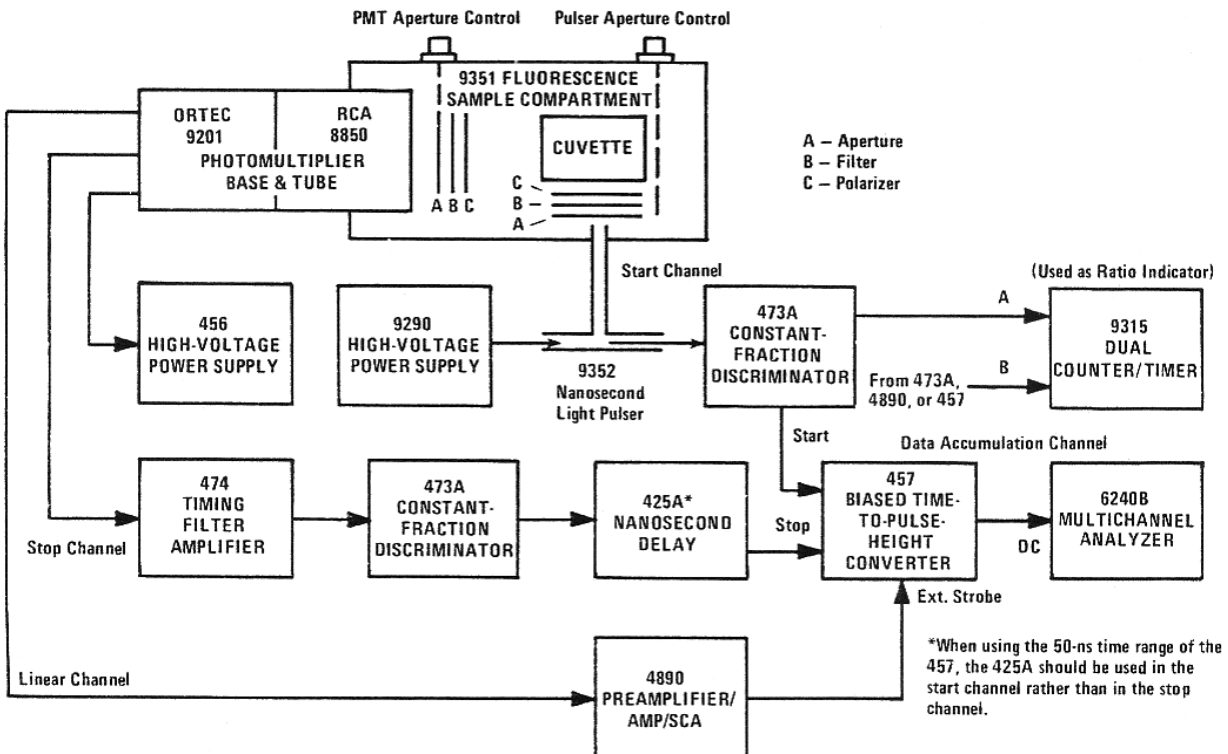 PMT Aperture Control
Pulser Aperture Control
9351 FLUORESCENCE
SAMPLE COMPARTMENT
ORTEC
9201
RCA
8850
PHOTOMULTIPLIER
BASE & TUBE
CUVETTE
A – Aperture
B – Filter
C – Polarizer
C
B
A
A B C
Start Channel
(Used as Ratio Indicator)
456
HIGH-VOLTAGE
POWER SUPPLY
9290
HIGH-VOLTAGE
POWER SUPPLY
9352
Nanosecond
Light Pulser
473A
CONSTANT-
FRACTION
DISCRIMINATOR
A
B
From 473A,
4890, or 457
9315
DUAL
COUNTER/TIMER
Start
Data Accumulation Channel
Stop Channel
474
TIMING
FILTER
AMPLIFIER
473A
CONSTANT-
FRACTION
DISCRIMINATOR
425A*
NANOSECOND
DELAY
Stop
457
BIASED TIME-
TO-PULSE-
HEIGHT
CONVERTER
DC
6240B
MULTICHANNEL
ANALYZER
Ext. Strobe
Linear Channel
4890
PREAMPLIFIER/
AMP/SCA
*When using the 50-ns time range of the
457, the 425A should be used in the
start channel rather than in the stop
channel.